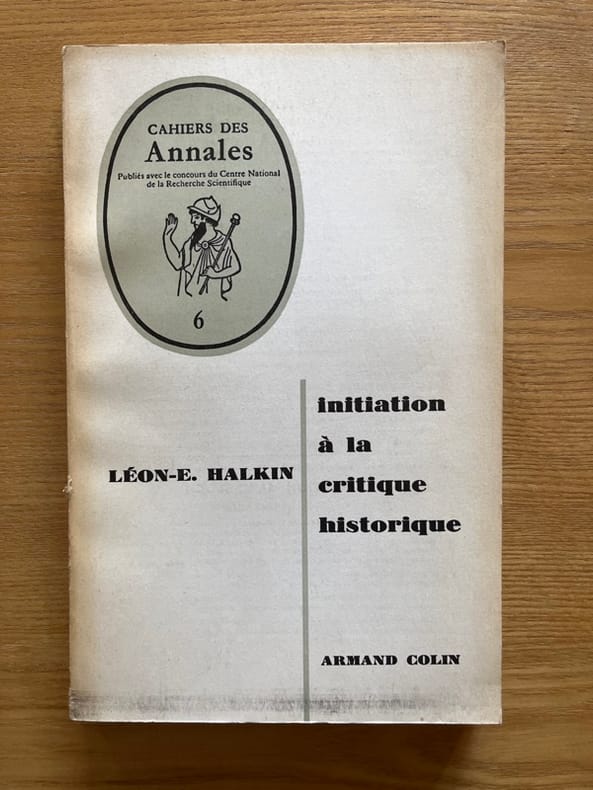 CAHIERS DES
Annales
Publiés avec le concours du Centre National
de la Recherche Scientifique
6
LÉON-E. HALKIN
initiation
à la
critique
historique
ARMAND COLIN